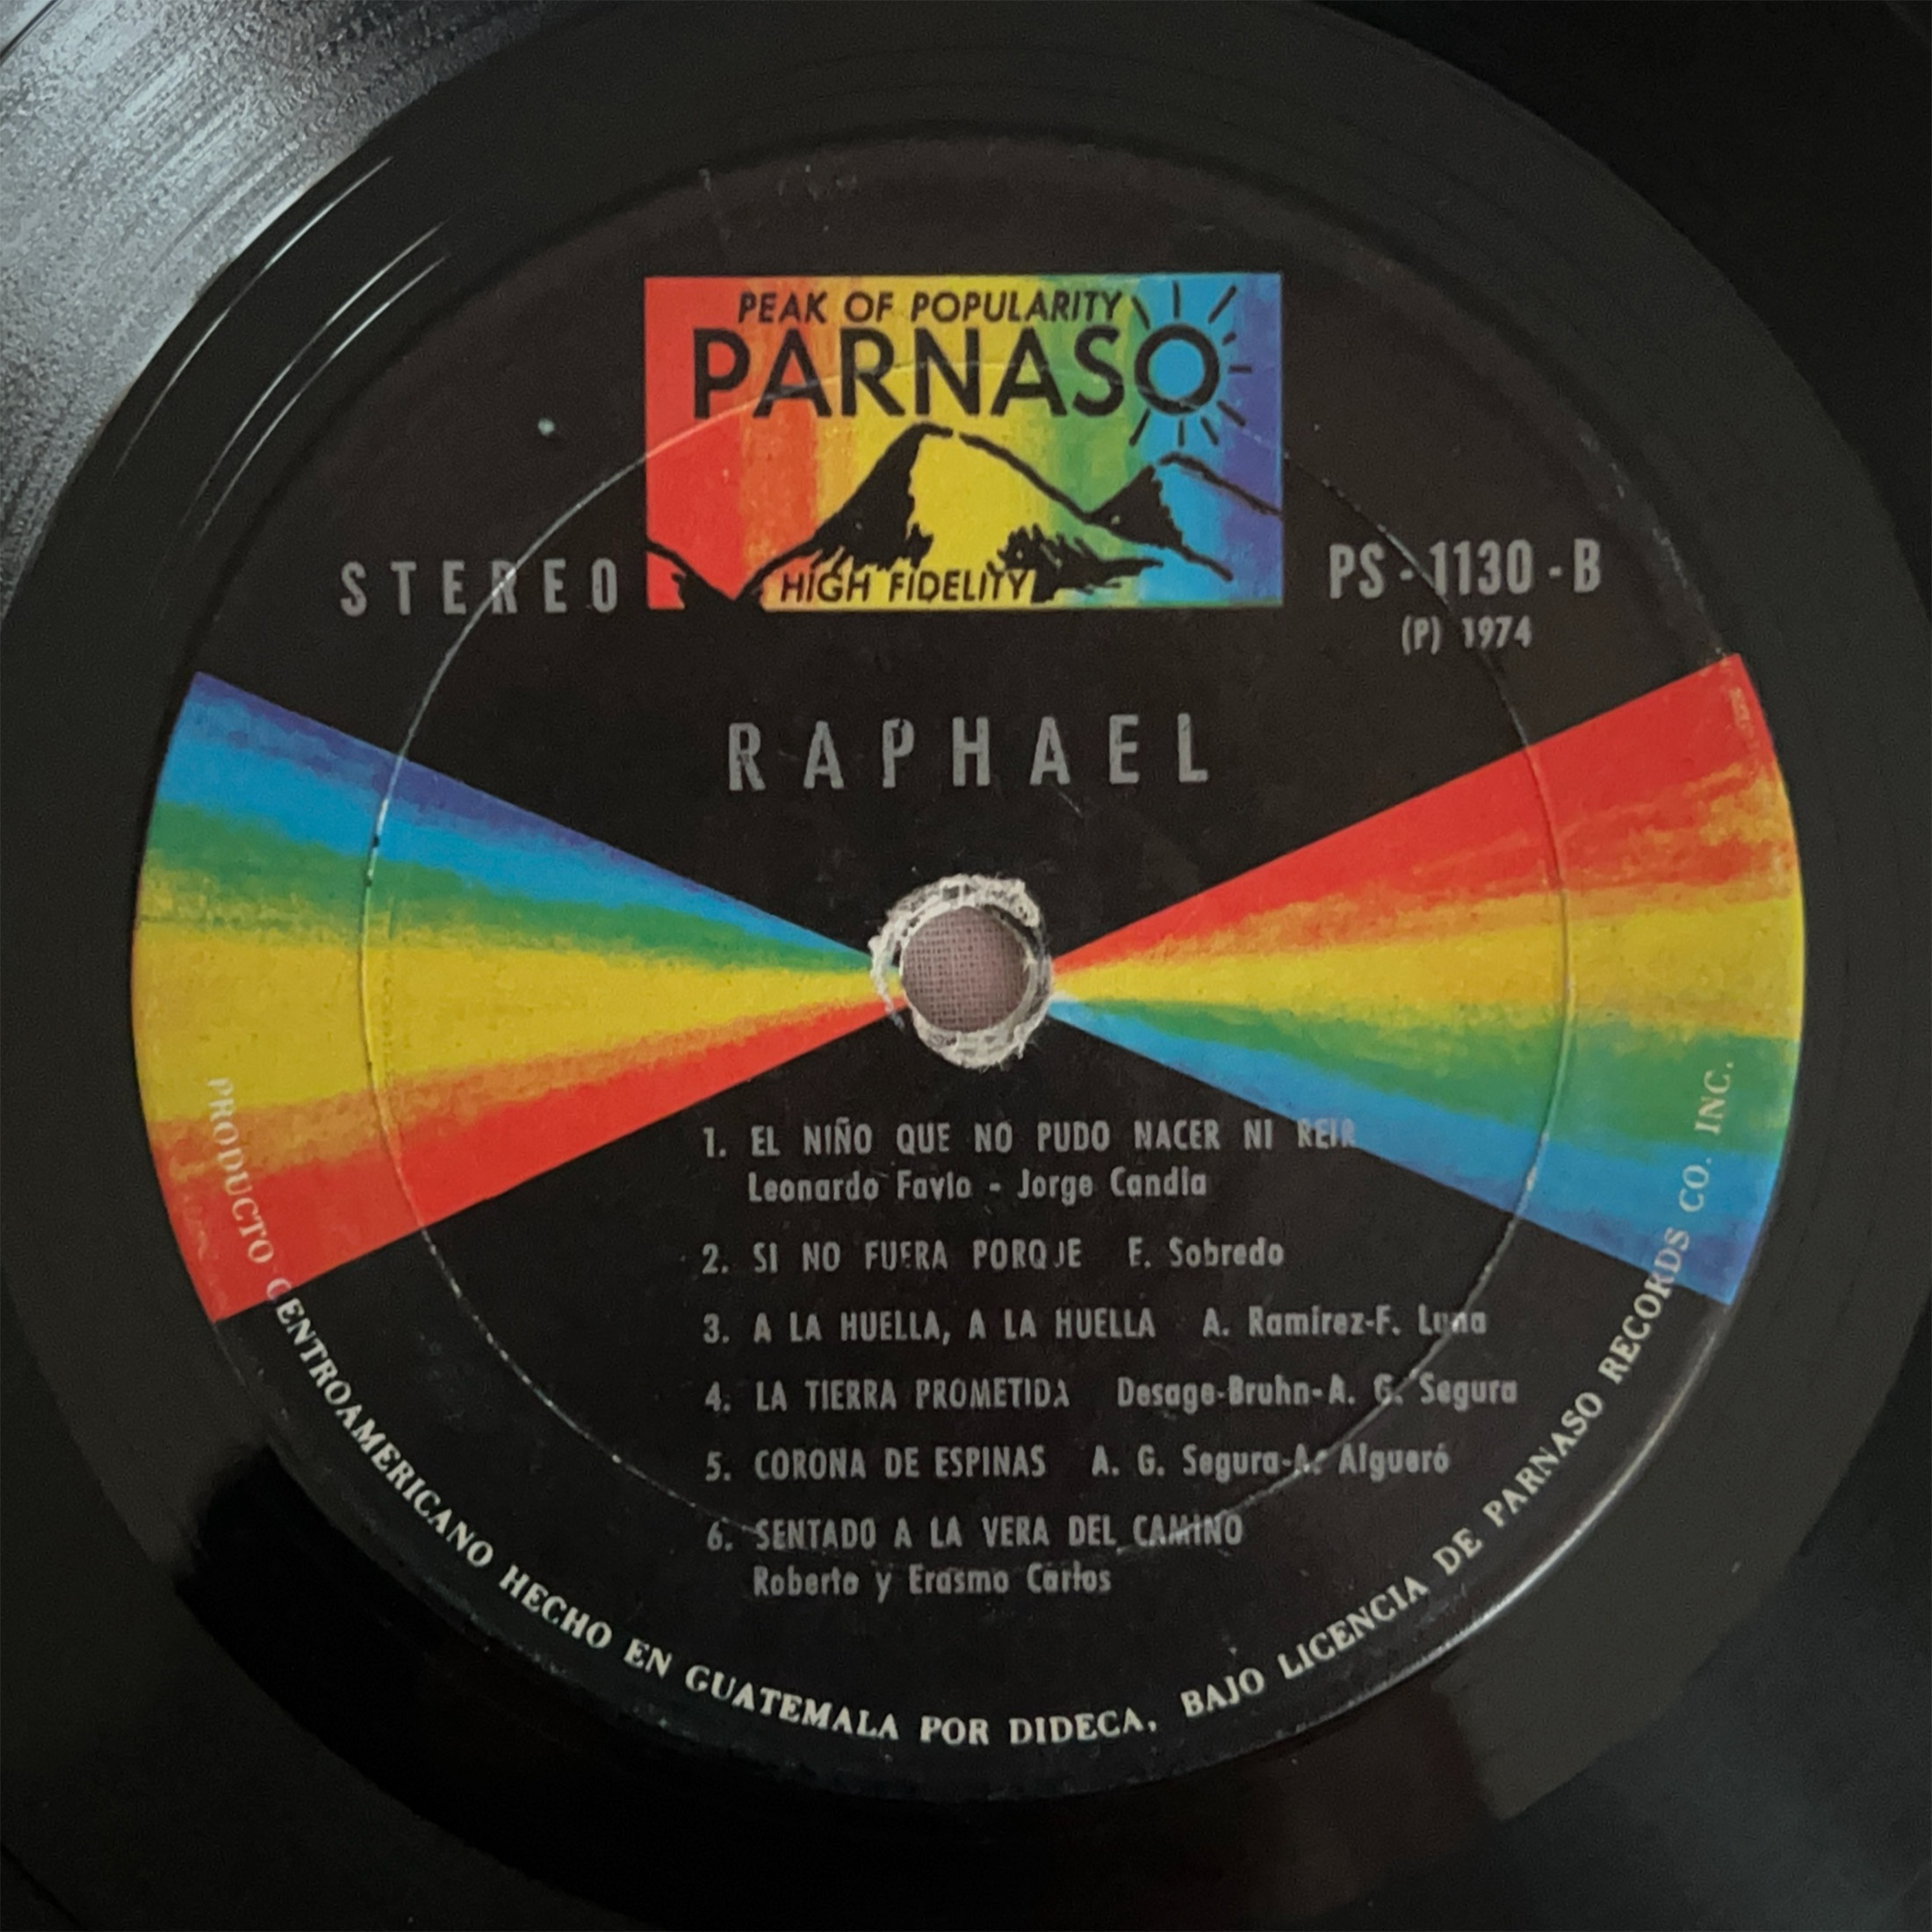 PEAK OF POPULARITY
PARNASO
HIGH FIDELITY
STEREO
PS-1130-B
(P) 1974
RAPHAEL
1. EL NIÑO QUE NO PUDO NACER NI REIR
Leonardo Favio - Jorge Candia
2. SI NO FUERA PORQUE E. Sobredo
3. A LA HUELLA, A LA HUELLA A. Ramírez-F. Luna
4. LA TIERRA PROMETIDA Desage-Bruhn-A. G. Segura
5. CORONA DE ESPINAS A. G. Segura-A. Algueró
6. SENTADO A LA VERA DEL CAMINO
Roberto y Erasmo Carlos
PRODUCTO CENTROAMERICANO HECHO EN GUATEMALA POR DIDECA, BAJO LICENCIA DE PARNASO RECORDS CO. INC.